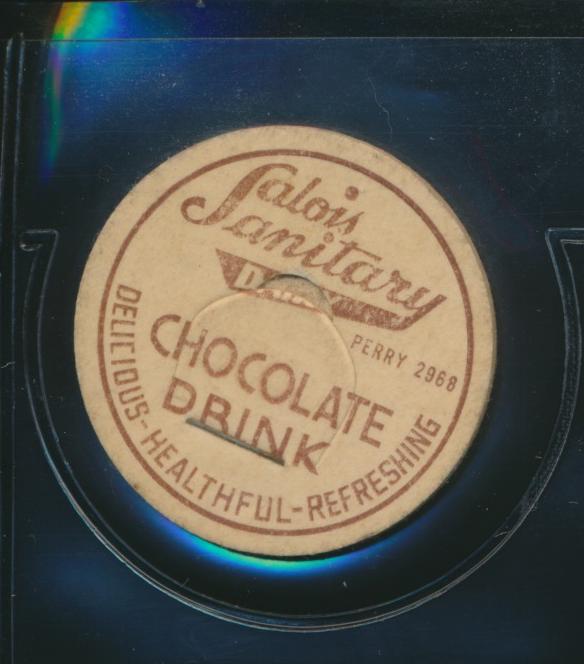 Salois
Sanitary
PERRY 2968
CHOCOLATE
DRINK
DELICIOUS-HEALTHFUL-REFRESHING